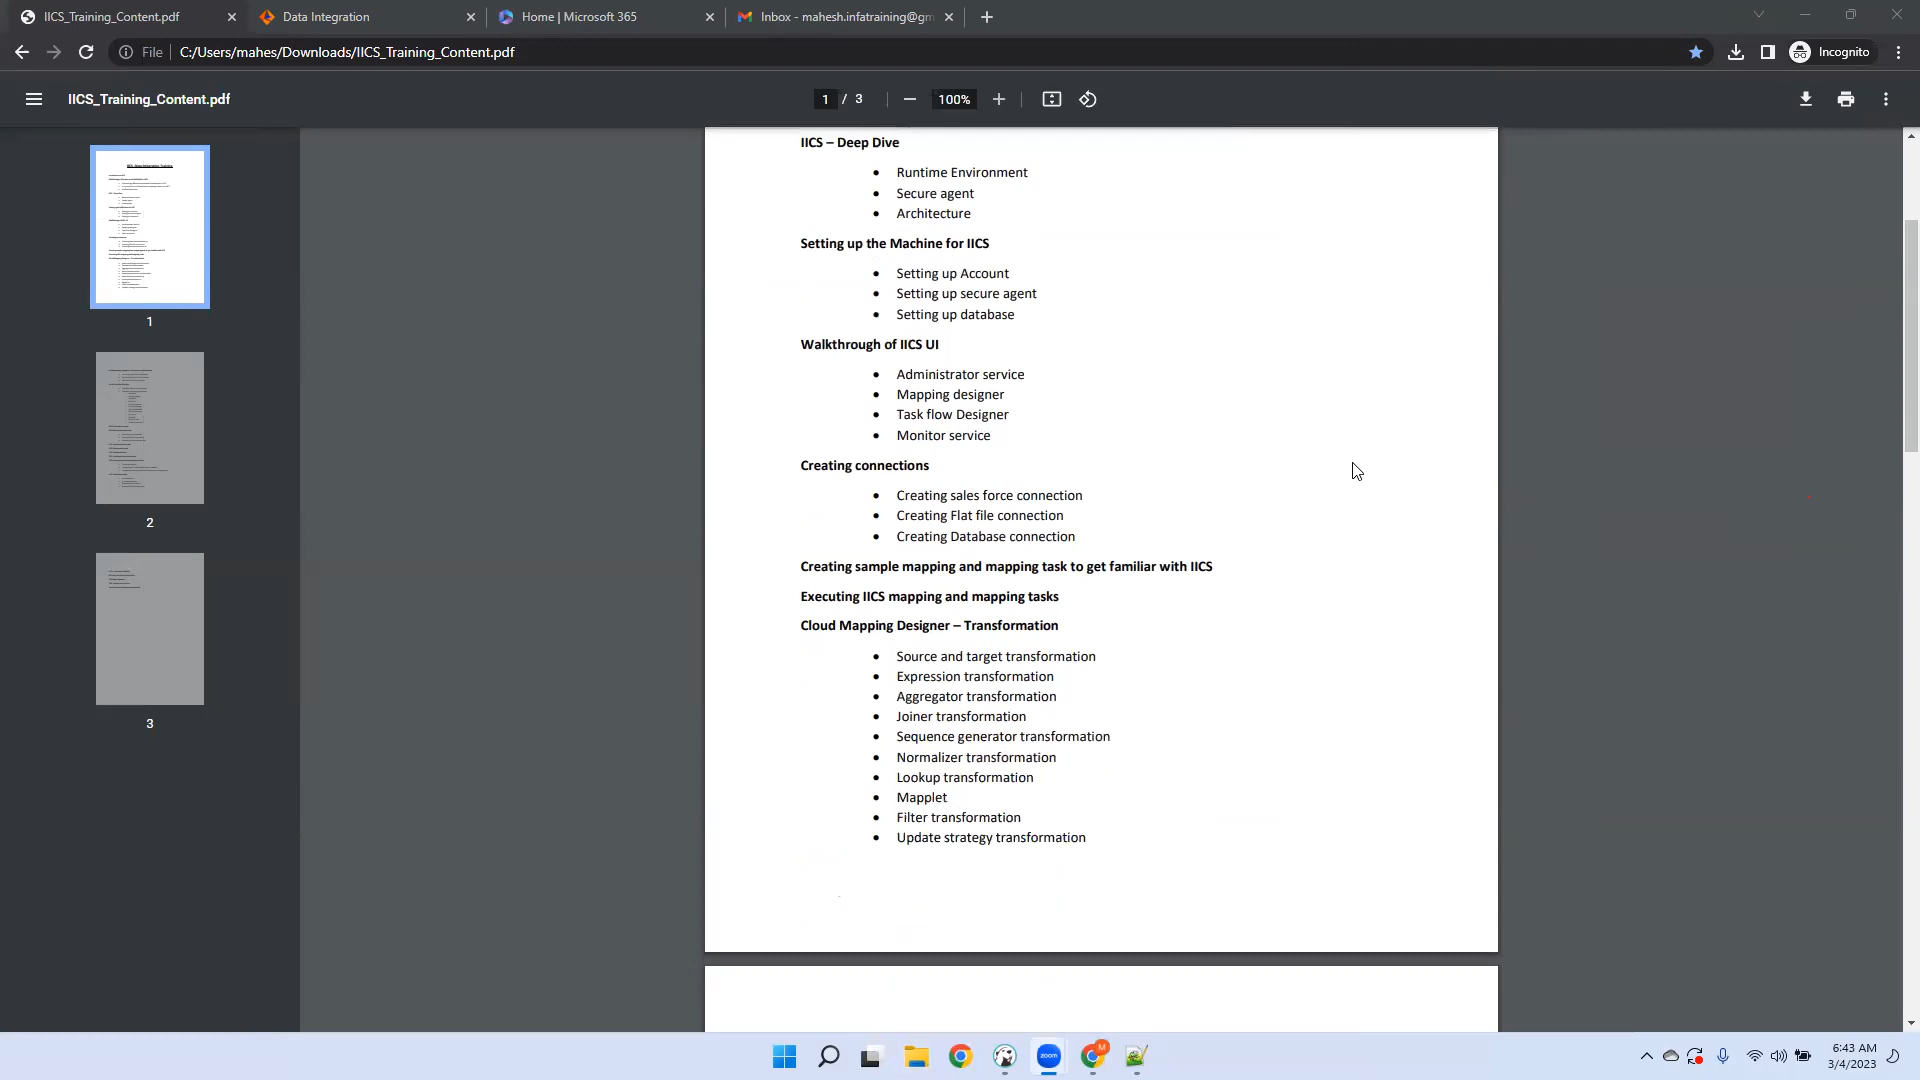 IICS_Training_Content.pdf
Data Integration
Home | Microsoft 365
Inbox - mahesh.infatraining@gm
File
C:/Users/mahes/Downloads/IICS_Training_Content.pdf
Incognito
IICS_Training_Content.pdf
1 / 3
100%
1
2
3
IICS – Deep Dive
• Runtime Environment
• Secure agent
• Architecture
Setting up the Machine for IICS
• Setting up Account
• Setting up secure agent
• Setting up database
Walkthrough of IICS UI
• Administrator service
• Mapping designer
• Task flow Designer
• Monitor service
Creating connections
• Creating sales force connection
• Creating Flat file connection
• Creating Database connection
Creating sample mapping and mapping task to get familiar with IICS
Executing IICS mapping and mapping tasks
Cloud Mapping Designer – Transformation
• Source and target transformation
• Expression transformation
• Aggregator transformation
• Joiner transformation
• Sequence generator transformation
• Normalizer transformation
• Lookup transformation
• Mapplet
• Filter transformation
• Update strategy transformation
zoom
M
6:43 AM
3/4/2023